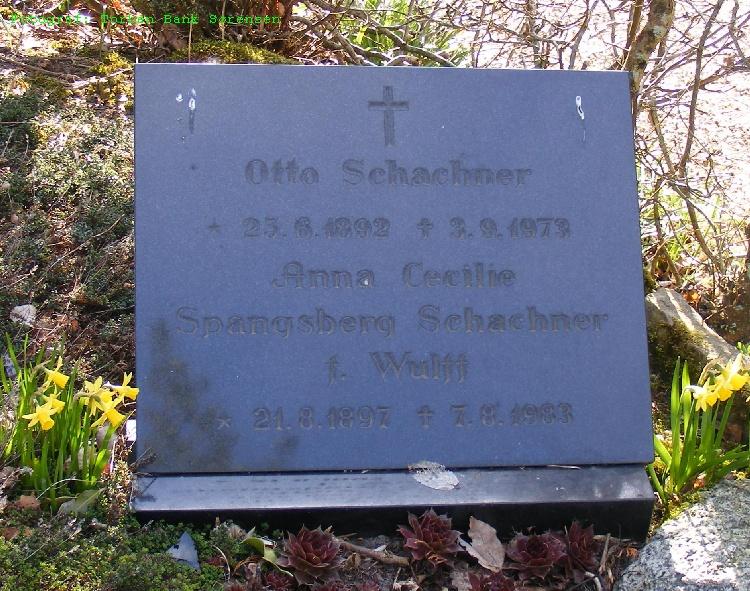 Fotograf: Torben Bank Sørensen
Otto Schachner
* 25.6.1892 ✝ 3.9.1973
Anna Cecilie
Spangsberg Schachner
f. Wulff
* 21.8.1897 ✝ 7.8.1983